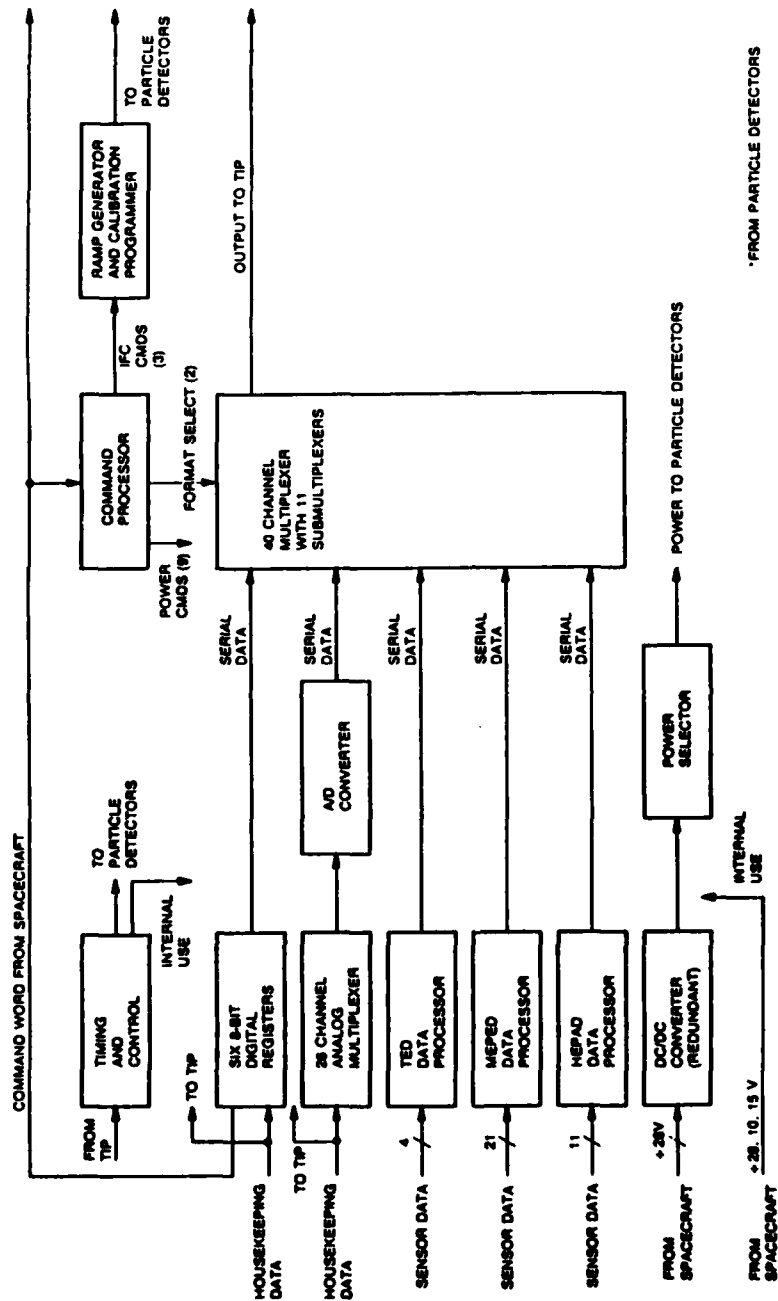 COMMAND WORD FROM SPACECRAFT
FROM
TIP
TIMING
AND
CONTROL
TO
PARTICLE
DETECTORS
INTERNAL
USE
COMMAND
PROCESSOR
POWER
CMDS (9)
FORMAT SELECT (2)
IFC
CMDS
(3)
RAMP GENERATOR
AND CALIBRATION
PROGRAMMER
TO
PARTICLE
DETECTORS
HOUSEKEEPING
DATA
TO TIP
SIX 8-BIT
DIGITAL
REGISTERS
SERIAL
DATA
40 CHANNEL
MULTIPLEXER
WITH 11
SUBMULTIPLEXERS
OUTPUT TO TIP
HOUSEKEEPING
DATA
TO TIP
26 CHANNEL
ANALOG
MULTIPLEXER
A/D
CONVERTER
SERIAL
DATA
SENSOR DATA
4
TED
DATA
PROCESSOR
SERIAL
DATA
SENSOR DATA
21
MEPED
DATA
PROCESSOR
SERIAL
DATA
SENSOR DATA
11
HEPAD
DATA
PROCESSOR
SERIAL
DATA
FROM
SPACECRAFT
+28V
DC/DC
CONVERTER
(REDUNDANT)
POWER
SELECTOR
POWER TO PARTICLE DETECTORS
FROM
SPACECRAFT
+28, 10, 15 V
INTERNAL
USE
*FROM PARTICLE DETECTORS